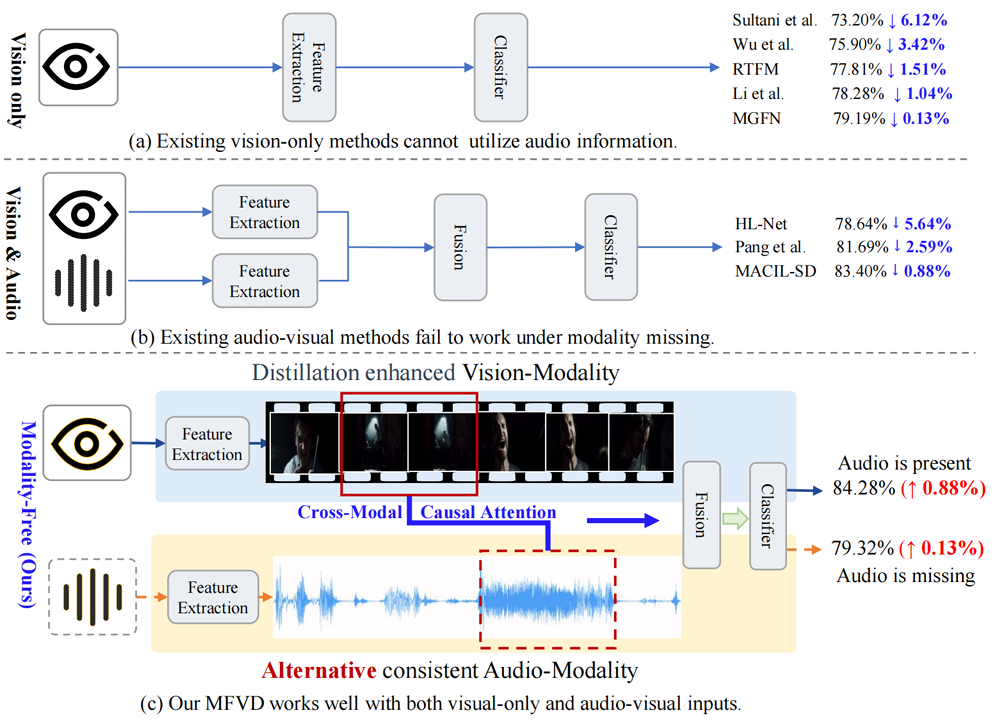 Vision only
Feature
Extraction
Classifier
Sultani et al. 73.20% ↓ 6.12%
Wu et al. 75.90% ↓ 3.42%
RTFM 77.81% ↓ 1.51%
Li et al. 78.28% ↓ 1.04%
MGFN 79.19% ↓ 0.13%
(a) Existing vision-only methods cannot utilize audio information.
Vision & Audio
Feature
Extraction
Feature
Extraction
Fusion
Classifier
HL-Net 78.64% ↓ 5.64%
Pang et al. 81.69% ↓ 2.59%
MACIL-SD 83.40% ↓ 0.88%
(b) Existing audio-visual methods fail to work under modality missing.
Distillation enhanced Vision-Modality
Modality-Free (Ours)
Feature
Extraction
Cross-Modal Causal Attention
Fusion
Classifier
Audio is present
84.28% (↑ 0.88%)
79.32% (↑ 0.13%)
Audio is missing
Feature
Extraction
Alternative consistent Audio-Modality
(c) Our MFVD works well with both visual-only and audio-visual inputs.